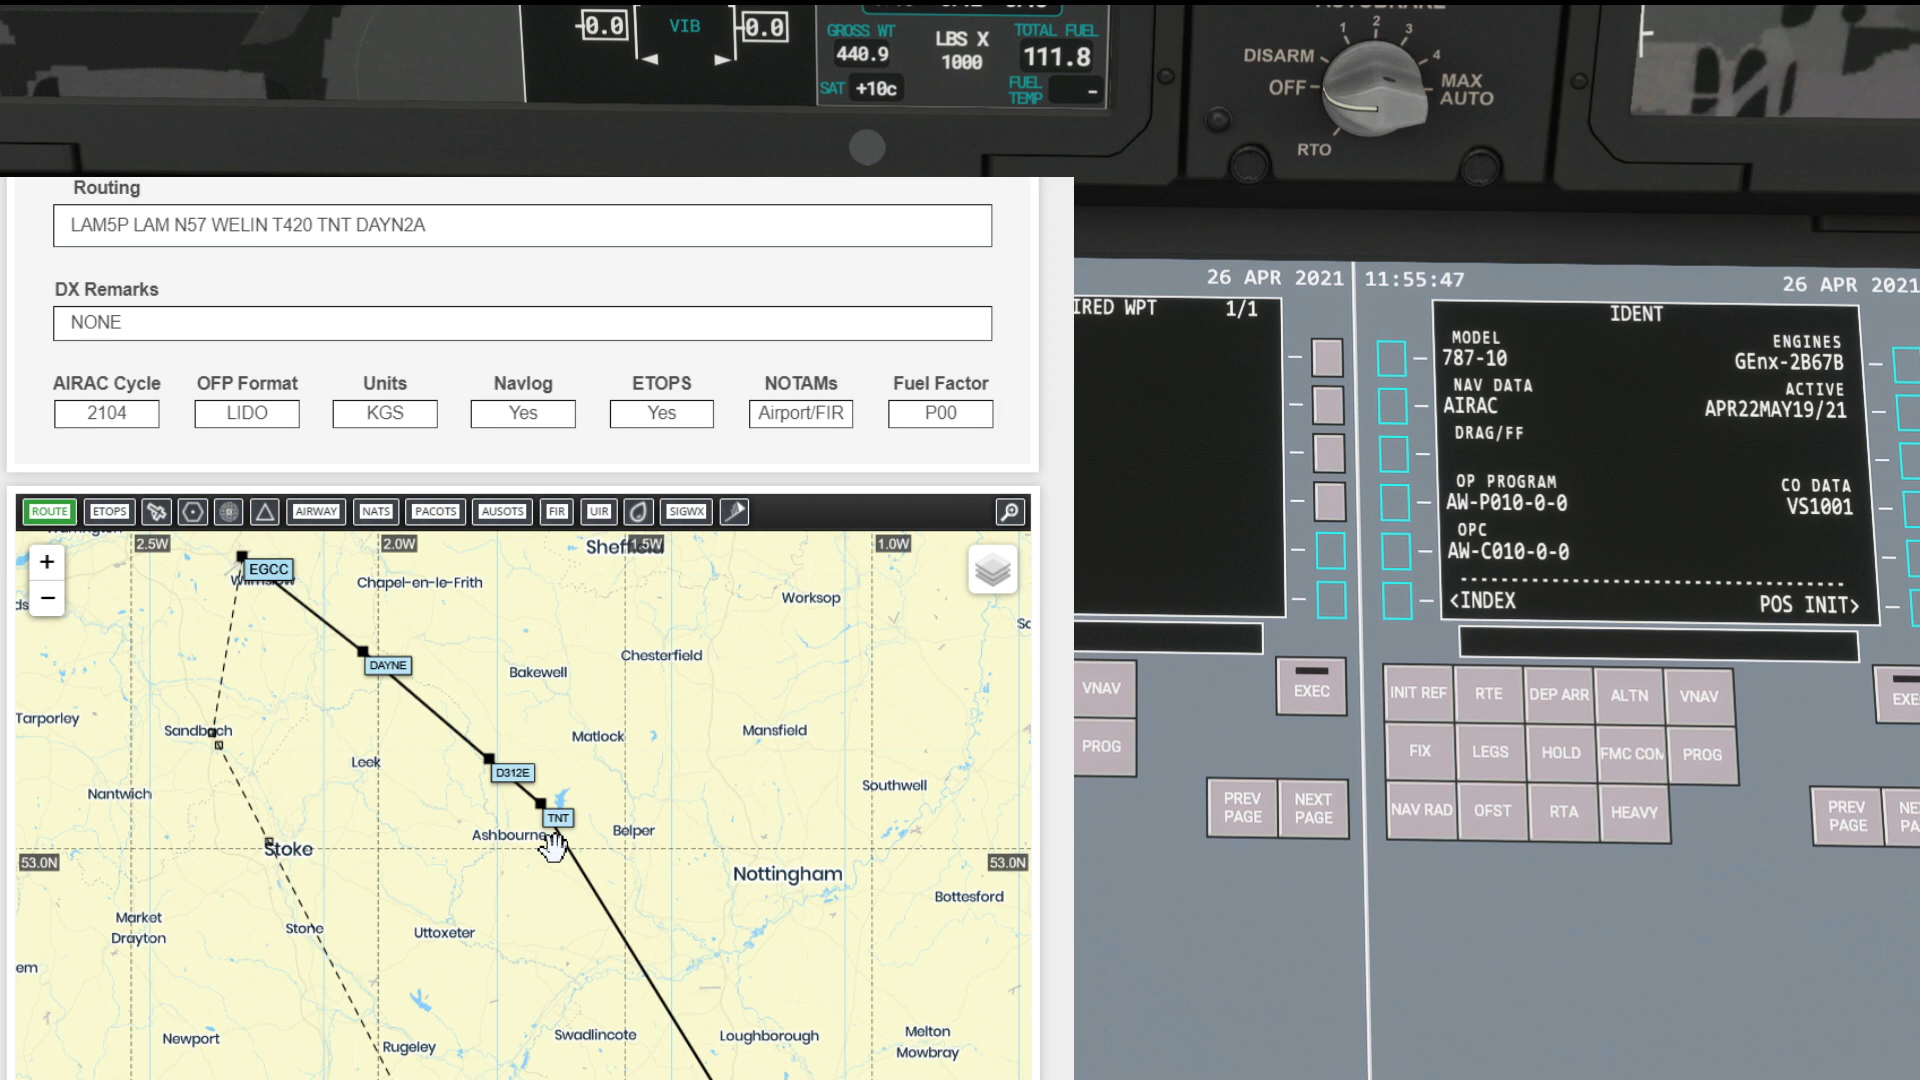 -0.0
VIB
-0.0
GROSS WT
440.9
LBS X
1000
TOTAL FUEL
111.8
SAT +10c
FUEL
TEMP -
DISARM
OFF
RTO
1
2
3
4
MAX
AUTO
Routing
LAM5P LAM N57 WELIN T420 TNT DAYN2A
DX Remarks
NONE
AIRAC Cycle
2104
OFP Format
LIDO
Units
KGS
Navlog
Yes
ETOPS
Yes
NOTAMs
Airport/FIR
Fuel Factor
P00
ROUTE
ETOPS
AIRWAY
NATS
PACOTS
AUSOTS
FIR
UIR
SIGWX
+
−
2.5W
2.0W
1.5W
1.0W
Sheffield
EGCC
Wilmslow
Chapel-en-le-Frith
Worksop
DAYNE
Bakewell
Chesterfield
Tarporley
Sandbach
Matlock
Mansfield
Leek
D312E
Southwell
Nantwich
TNT
Ashbourne
Belper
Stoke
53.0N
53.0N
Nottingham
Bottesford
Market
Drayton
Stone
Uttoxeter
em
Newport
Rugeley
Swadlincote
Loughborough
Melton
Mowbray
26 APR 2021
IRED WPT 1/1
VNAV
EXEC
PROG
PREV
PAGE
NEXT
PAGE
11:55:47
26 APR 2021
IDENT
MODEL
787-10
ENGINES
GEnx-2B67B
NAV DATA
AIRAC
ACTIVE
APR22MAY19/21
DRAG/FF
OP PROGRAM
AW-P010-0-0
CO DATA
VS1001
OPC
AW-C010-0-0
<INDEX
POS INIT>
INIT REF
RTE
DEP ARR
ALTN
VNAV
EXE
FIX
LEGS
HOLD
FMC COM
PROG
NAV RAD
OFST
RTA
HEAVY
PREV
PAGE
NE
PA